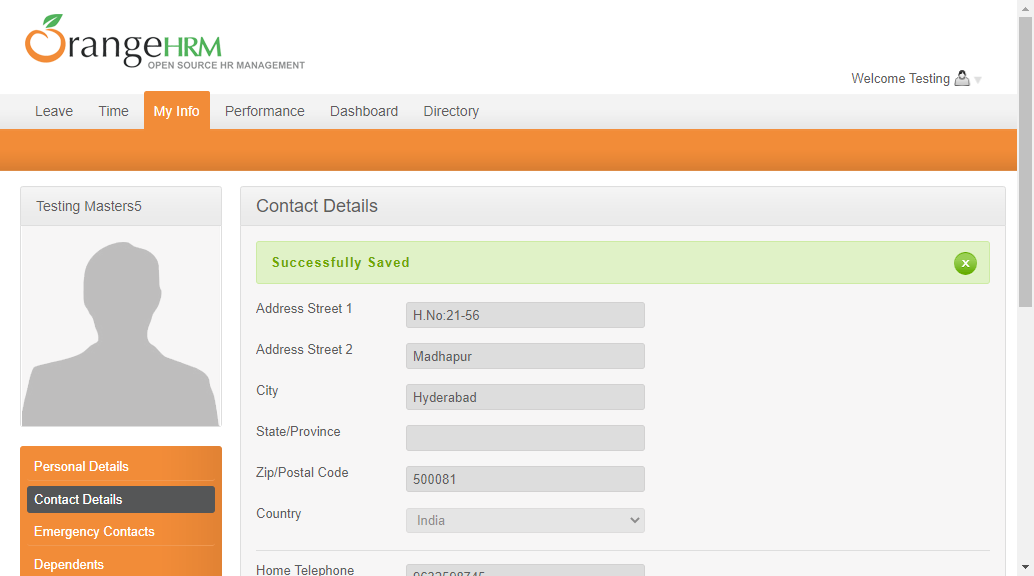 OrangeHRM
OPEN SOURCE HR MANAGEMENT
Welcome Testing
Leave Time My Info Performance Dashboard Directory
Testing Masters5
Contact Details
Successfully Saved
Address Street 1 H.No:21-56
Address Street 2 Madhapur
City Hyderabad
State/Province
Zip/Postal Code 500081
Country India
Home Telephone 9632598745
Personal Details
Contact Details
Emergency Contacts
Dependents